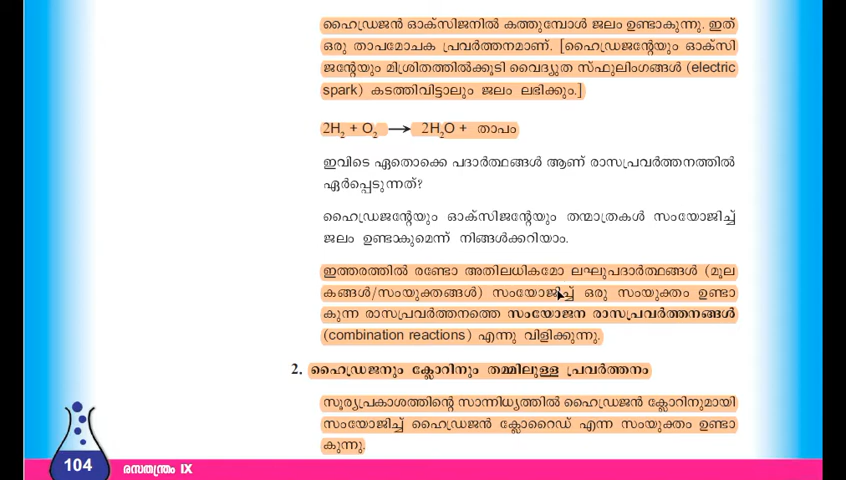 ഹൈഡ്രജൻ ഓക്സിജനിൽ കത്തുമ്പോൾ ജലം ഉണ്ടാകുന്നു. ഇത്
ഒരു താപമോചക പ്രവർത്തനമാണ്. [ഹൈഡ്രജന്റേയും ഓക്സി
ജന്റേയും മിശ്രിതത്തിൽക്കൂടി വൈദ്യുത സ്ഫുലിംഗങ്ങൾ (electric
spark) കടത്തിവിട്ടാലും ജലം ലഭിക്കും.]
2H₂ + O₂ ⟶ 2H₂O + താപം
ഇവിടെ ഏതൊക്കെ പദാർത്ഥങ്ങൾ ആണ് രാസപ്രവർത്തനത്തിൽ
ഏർപ്പെടുന്നത്?
ഹൈഡ്രജന്റേയും ഓക്സിജന്റേയും തന്മാത്രകൾ സംയോജിച്ച്
ജലം ഉണ്ടാകുമെന്ന് നിങ്ങൾക്കറിയാം.
ഇത്തരത്തിൽ രണ്ടോ അതിലധികമോ ലഘുപദാർത്ഥങ്ങൾ (മൂല
കങ്ങൾ/സംയുക്തങ്ങൾ) സംയോജിച്ച് ഒരു സംയുക്തം ഉണ്ടാ
കുന്ന രാസപ്രവർത്തനത്തെ സംയോജന രാസപ്രവർത്തനങ്ങൾ
(combination reactions) എന്നു വിളിക്കുന്നു.
2. ഹൈഡ്രജനും ക്ലോറിനും തമ്മിലുള്ള പ്രവർത്തനം
സൂര്യപ്രകാശത്തിന്റെ സാന്നിധ്യത്തിൽ ഹൈഡ്രജൻ ക്ലോറിനുമായി
സംയോജിച്ച് ഹൈഡ്രജൻ ക്ലോറൈഡ് എന്ന സംയുക്തം ഉണ്ടാ
കുന്നു.
104 രസതന്ത്രം IX